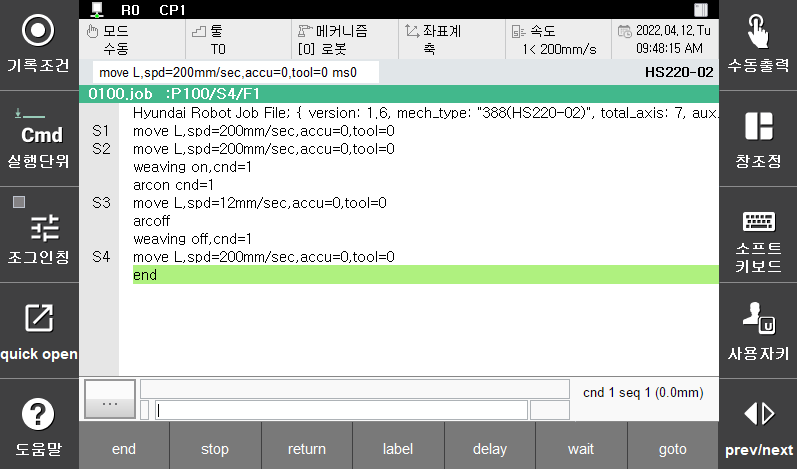 R0 CP1
모드
수동
툴
T0
메커니즘
[0] 로봇
좌표계
축
속도
1< 200mm/s
2022,04,12,Tu
09:48:15 AM
move L,spd=200mm/sec,accu=0,tool=0 ms0
HS220-02
0100.job :P100/S4/F1
Hyundai Robot Job File; { version: 1.6, mech_type: "388(HS220-02)", total_axis: 7, aux.
S1 move L,spd=200mm/sec,accu=0,tool=0
S2 move L,spd=200mm/sec,accu=0,tool=0
weaving on,cnd=1
arcon cnd=1
S3 move L,spd=12mm/sec,accu=0,tool=0
arcoff
weaving off,cnd=1
S4 move L,spd=200mm/sec,accu=0,tool=0
end
...
cnd 1 seq 1 (0.0mm)
end stop return label delay wait goto
기록조건
Cmd
실행단위
조그인칭
quick open
도움말
수동출력
창조정
소프트
키보드
U
사용자키
prev/next